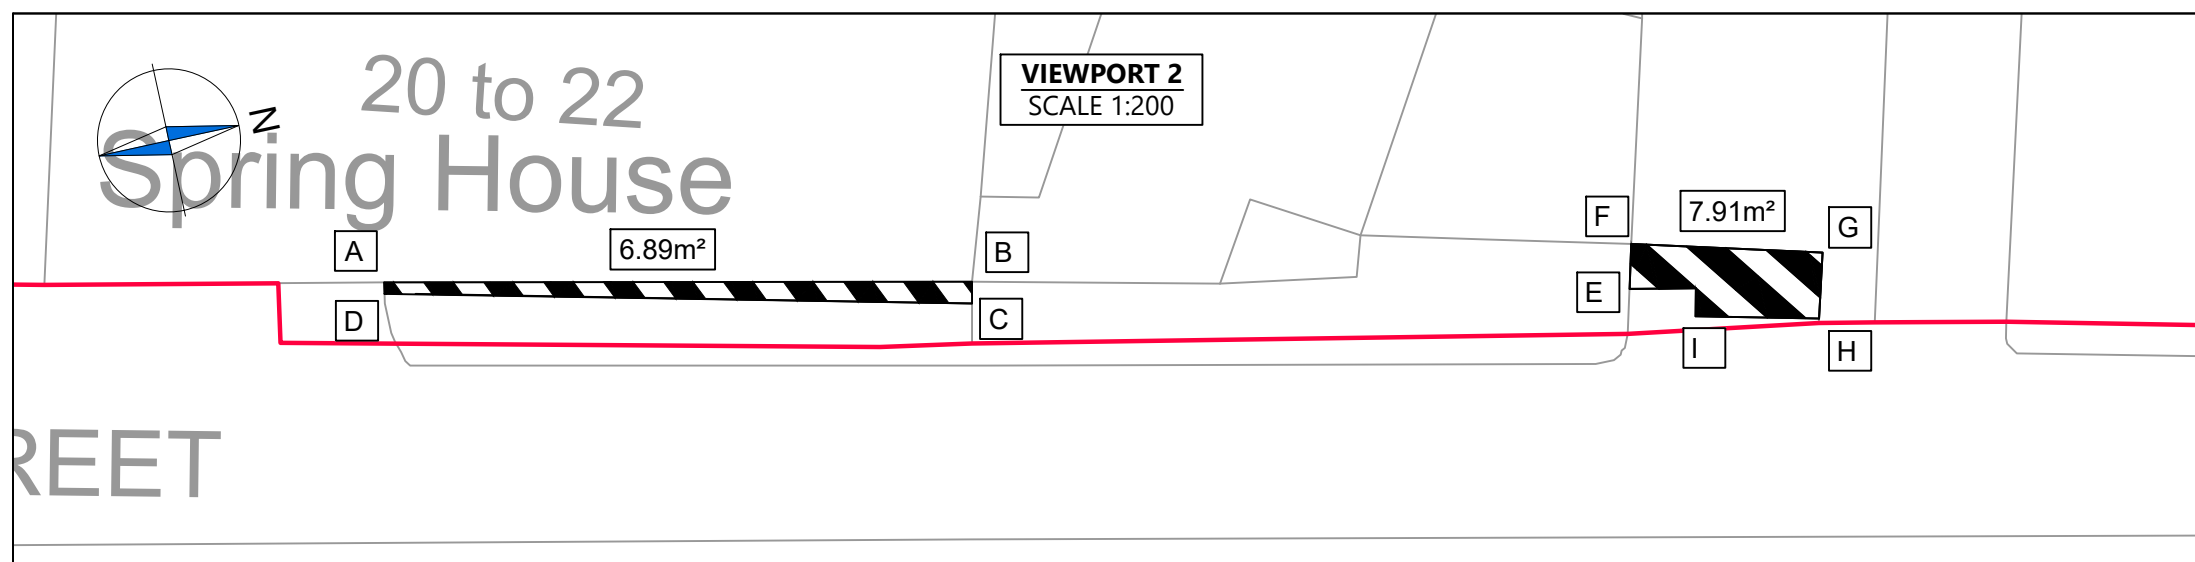 20 to 22
Spring House
N
VIEWPORT 2
SCALE 1:200
A
6.89m²
B
D
C
F
7.91m²
G
E
I
H
REET